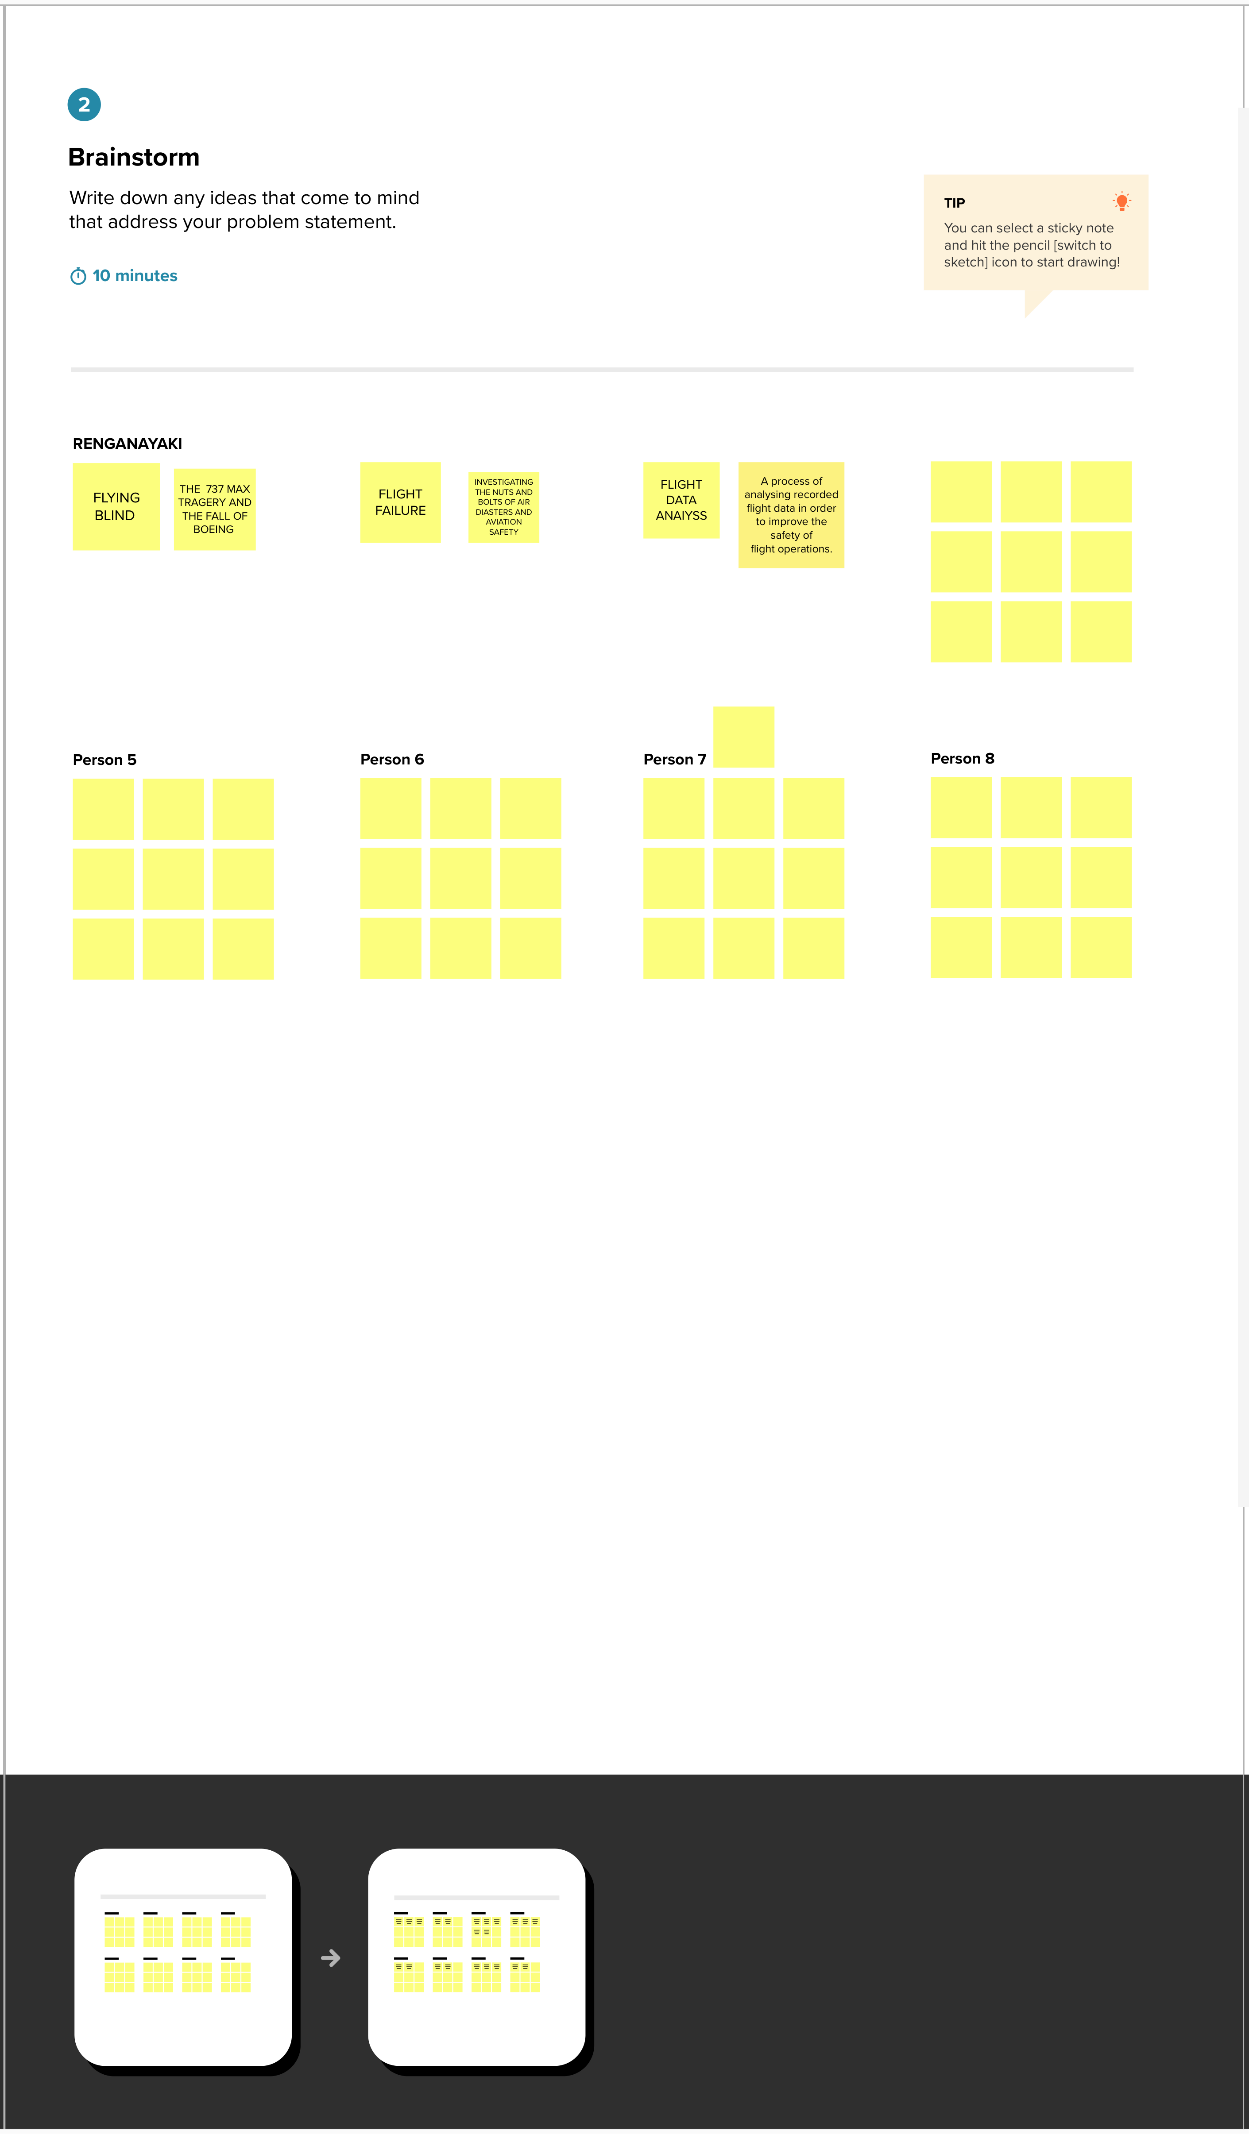 2
Brainstorm
Write down any ideas that come to mind
that address your problem statement.
10 minutes
TIP
You can select a sticky note
and hit the pencil [switch to
sketch] icon to start drawing!
RENGANAYAKI
FLYING
BLIND
THE 737 MAX
TRAGERY AND
THE FALL OF
BOEING
FLIGHT
FAILURE
INVESTIGATING
THE NUTS AND
BOLTS OF AIR
DIASTERS AND
AVIATION
SAFETY
FLIGHT
DATA
ANAIYSS
A process of
analysing recorded
flight data in order
to improve the
safety of
flight operations.
Person 5
Person 6
Person 7
Person 8